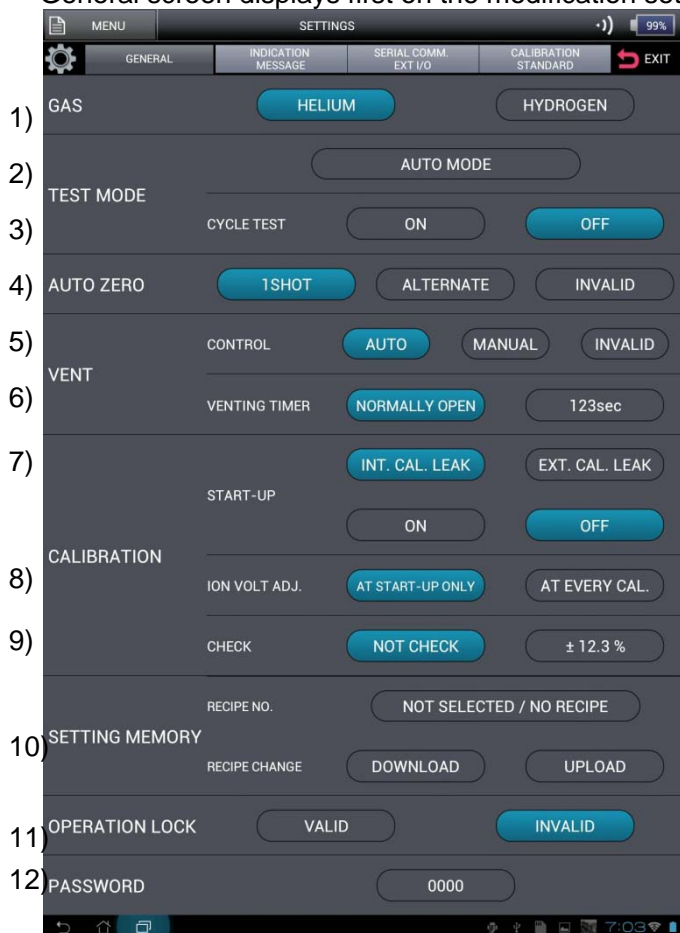 General screen displays first on the modification set
MENU SETTINGS 99%
GENERAL INDICATION MESSAGE SERIAL COMM. EXT I/O CALIBRATION STANDARD EXIT
1) GAS HELIUM HYDROGEN
2) AUTO MODE
TEST MODE
3) CYCLE TEST ON OFF
4) AUTO ZERO 1SHOT ALTERNATE INVALID
5) CONTROL AUTO MANUAL INVALID
VENT
6) VENTING TIMER NORMALLY OPEN 123sec
7) INT. CAL. LEAK EXT. CAL. LEAK
START-UP
ON OFF
CALIBRATION
8) ION VOLT ADJ. AT START-UP ONLY AT EVERY CAL.
9) CHECK NOT CHECK ± 12.3 %
RECIPE NO. NOT SELECTED / NO RECIPE
10) SETTING MEMORY
RECIPE CHANGE DOWNLOAD UPLOAD
11) OPERATION LOCK VALID INVALID
12) PASSWORD 0000
7:03